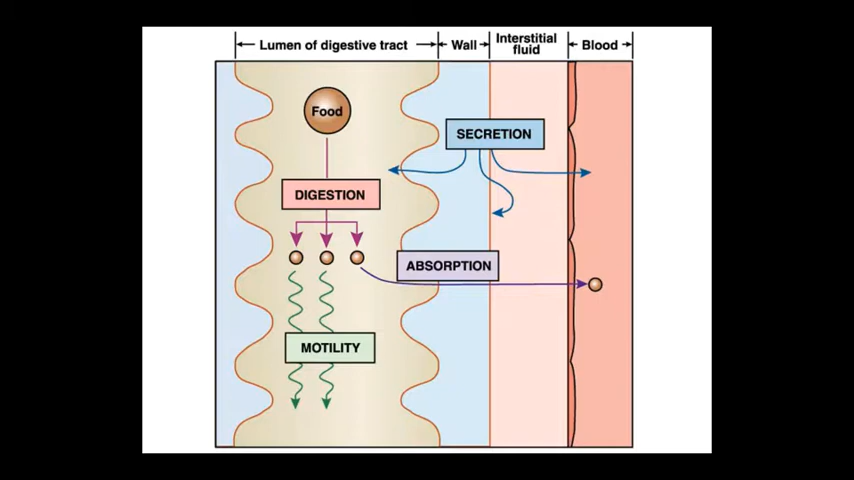 Lumen of digestive tract
Wall
Interstitial
fluid
Blood
Food
SECRETION
DIGESTION
ABSORPTION
MOTILITY